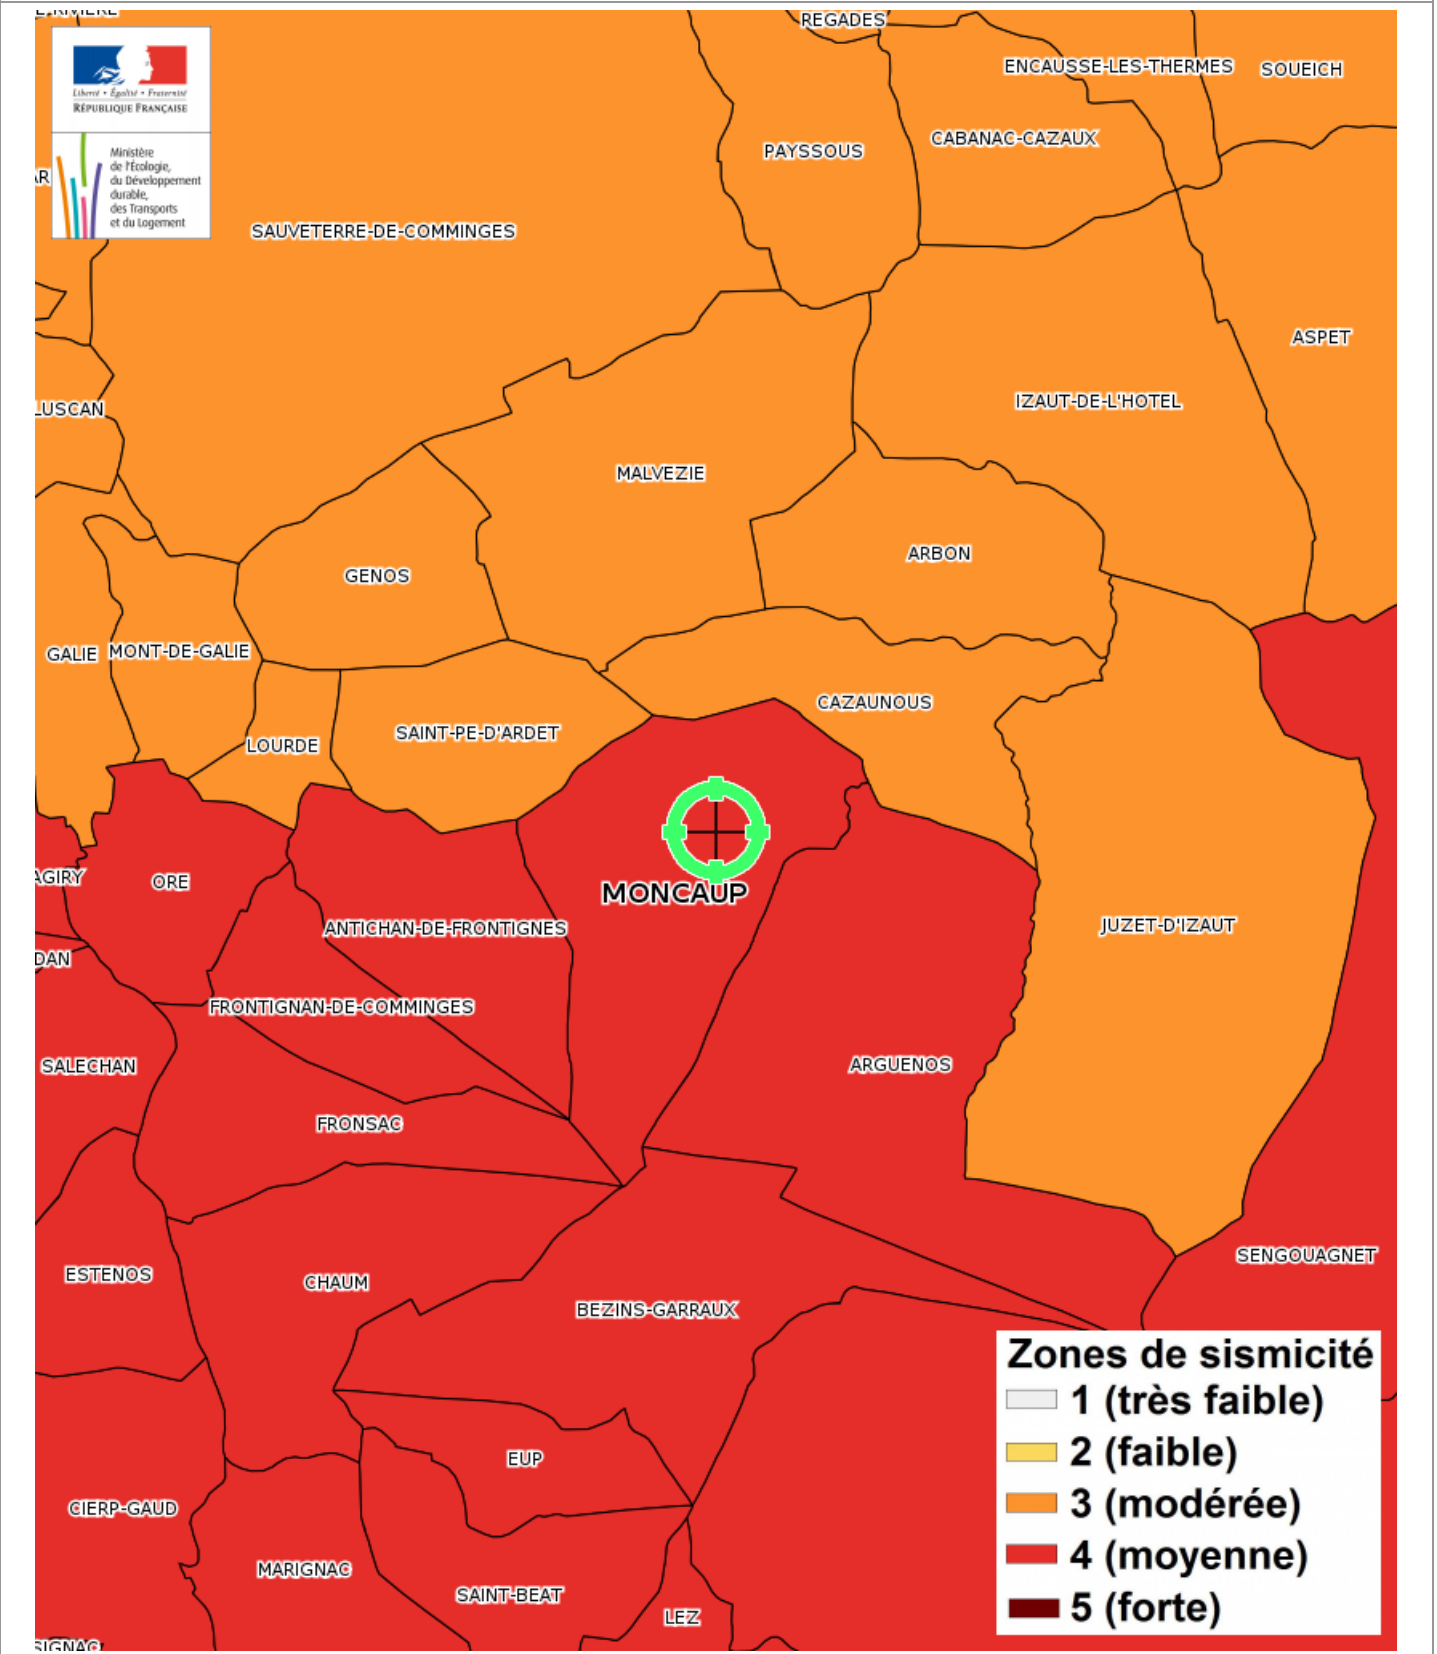 REGADES
ENCAUSSE-LES-THERMES
SOUEICH
Liberté • Égalité • Fraternité
RÉPUBLIQUE FRANÇAISE
CABANAC-CAZAUX
PAYSSOUS
Ministère
de l'Écologie,
du Développement
durable,
des Transports
et du Logement
AR
SAUVETERRE-DE-COMMINGES
ASPET
IZAUT-DE-L'HOTEL
LUSCAN
MALVEZIE
ARBON
GENOS
GALIE
MONT-DE-GALIE
CAZAUNOUS
SAINT-PE-D'ARDET
LOURDE
AGIRY
ORE
MONCAUP
JUZET-D'IZAUT
ANTICHAN-DE-FRONTIGNES
DAN
FRONTIGNAN-DE-COMMINGES
SALECHAN
ARGUENOS
FRONSAC
SENGOUAGNET
ESTENOS
CHAUM
BEZINS-GARRAUX
Zones de sismicité
1 (très faible)
2 (faible)
3 (modérée)
4 (moyenne)
5 (forte)
EUP
CIERP-GAUD
MARIGNAC
SAINT-BEAT
LEZ
SIGNAC